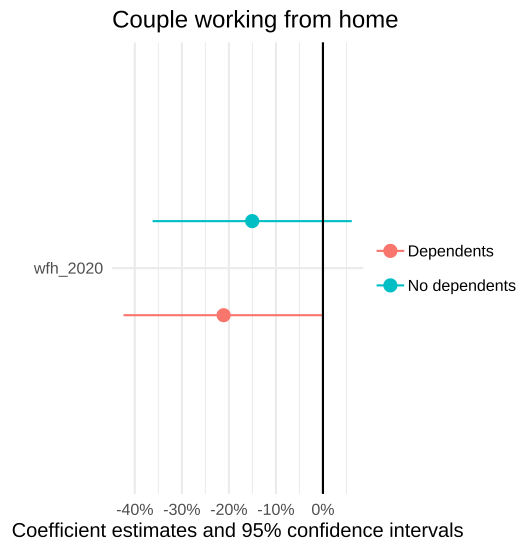 Couple working from home
wfh_2020
Dependents
No dependents
-40% -30% -20% -10% 0%
Coefficient estimates and 95% confidence intervals